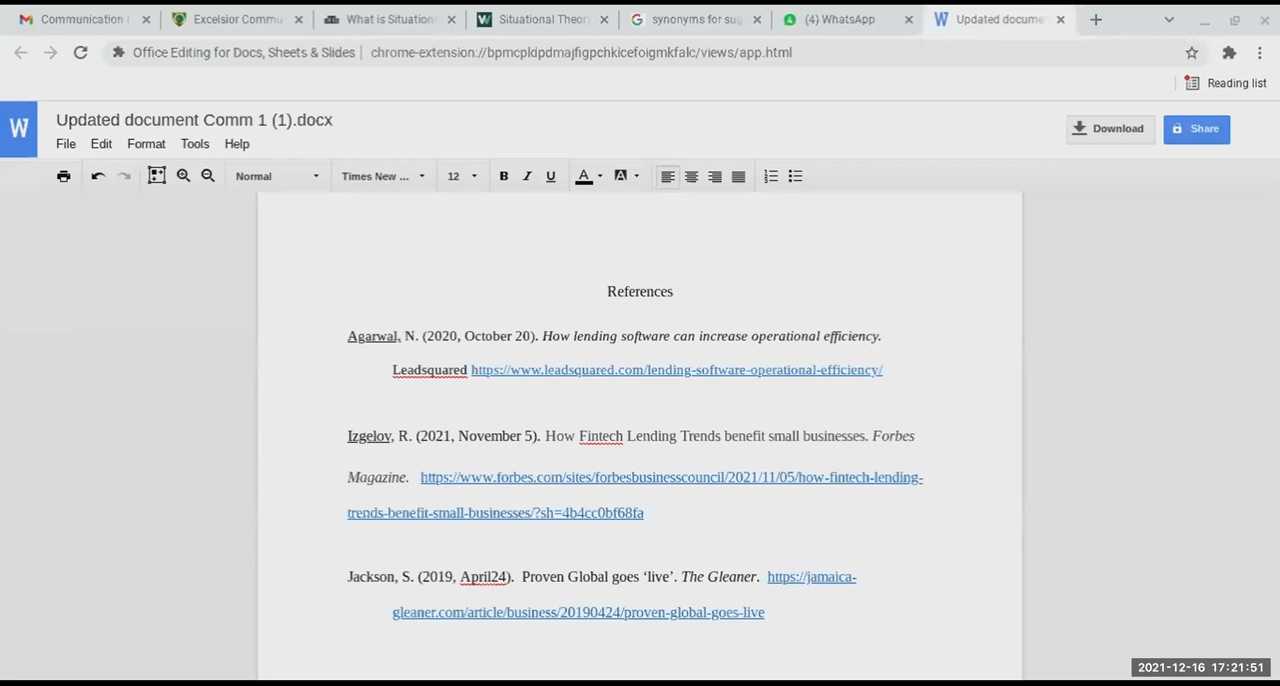 Communication
Excelsior Commu
What is Situation
Situational Theor
synonyms for sug
(4) WhatsApp
Updated docume
Office Editing for Docs, Sheets & Slides
chrome-extension://bpmcpldpdmajfigpchkicefoigmkfalc/views/app.html
Reading list
W
Updated document Comm 1 (1).docx
Download
Share
File Edit Format Tools Help
Normal
Times New ...
12
B I U A A
References
Agarwal, N. (2020, October 20). How lending software can increase operational efficiency.
Leadsquared https://www.leadsquared.com/lending-software-operational-efficiency/
Izgelov, R. (2021, November 5). How Fintech Lending Trends benefit small businesses. Forbes
Magazine. https://www.forbes.com/sites/forbesbusinesscouncil/2021/11/05/how-fintech-lending-
trends-benefit-small-businesses/?sh=4b4cc0bf68fa
Jackson, S. (2019, April24). Proven Global goes ‘live’. The Gleaner. https://jamaica-
gleaner.com/article/business/20190424/proven-global-goes-live
2021-12-16 17:21:51